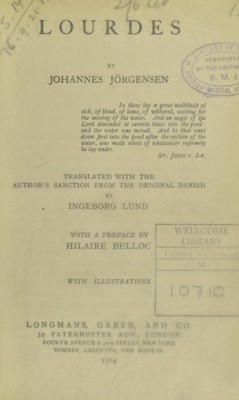 LOURDES
BY
JOHANNES JÖRGENSEN
In these lay a great multitude of
sick, of blind, of lame, of withered, waiting for
the moving of the water. And an angel of the
Lord descended at certain times into the pond:
and the water was moved. And he that went
down first into the pond after the motion of the
water, was made whole of whatsoever infirmity
he lay under.
ST. JOHN v. 3-4.
TRANSLATED WITH THE
AUTHOR'S SANCTION FROM THE ORIGINAL DANISH
BY
INGEBORG LUND
WITH A PREFACE BY
HILAIRE BELLOC
WITH ILLUSTRATIONS
WELLCOME
LIBRARY
10710
LONGMANS, GREEN, AND CO.
39 PATERNOSTER ROW, LONDON
FOURTH AVENUE & 30TH STREET, NEW YORK
BOMBAY, CALCUTTA, AND MADRAS
1914